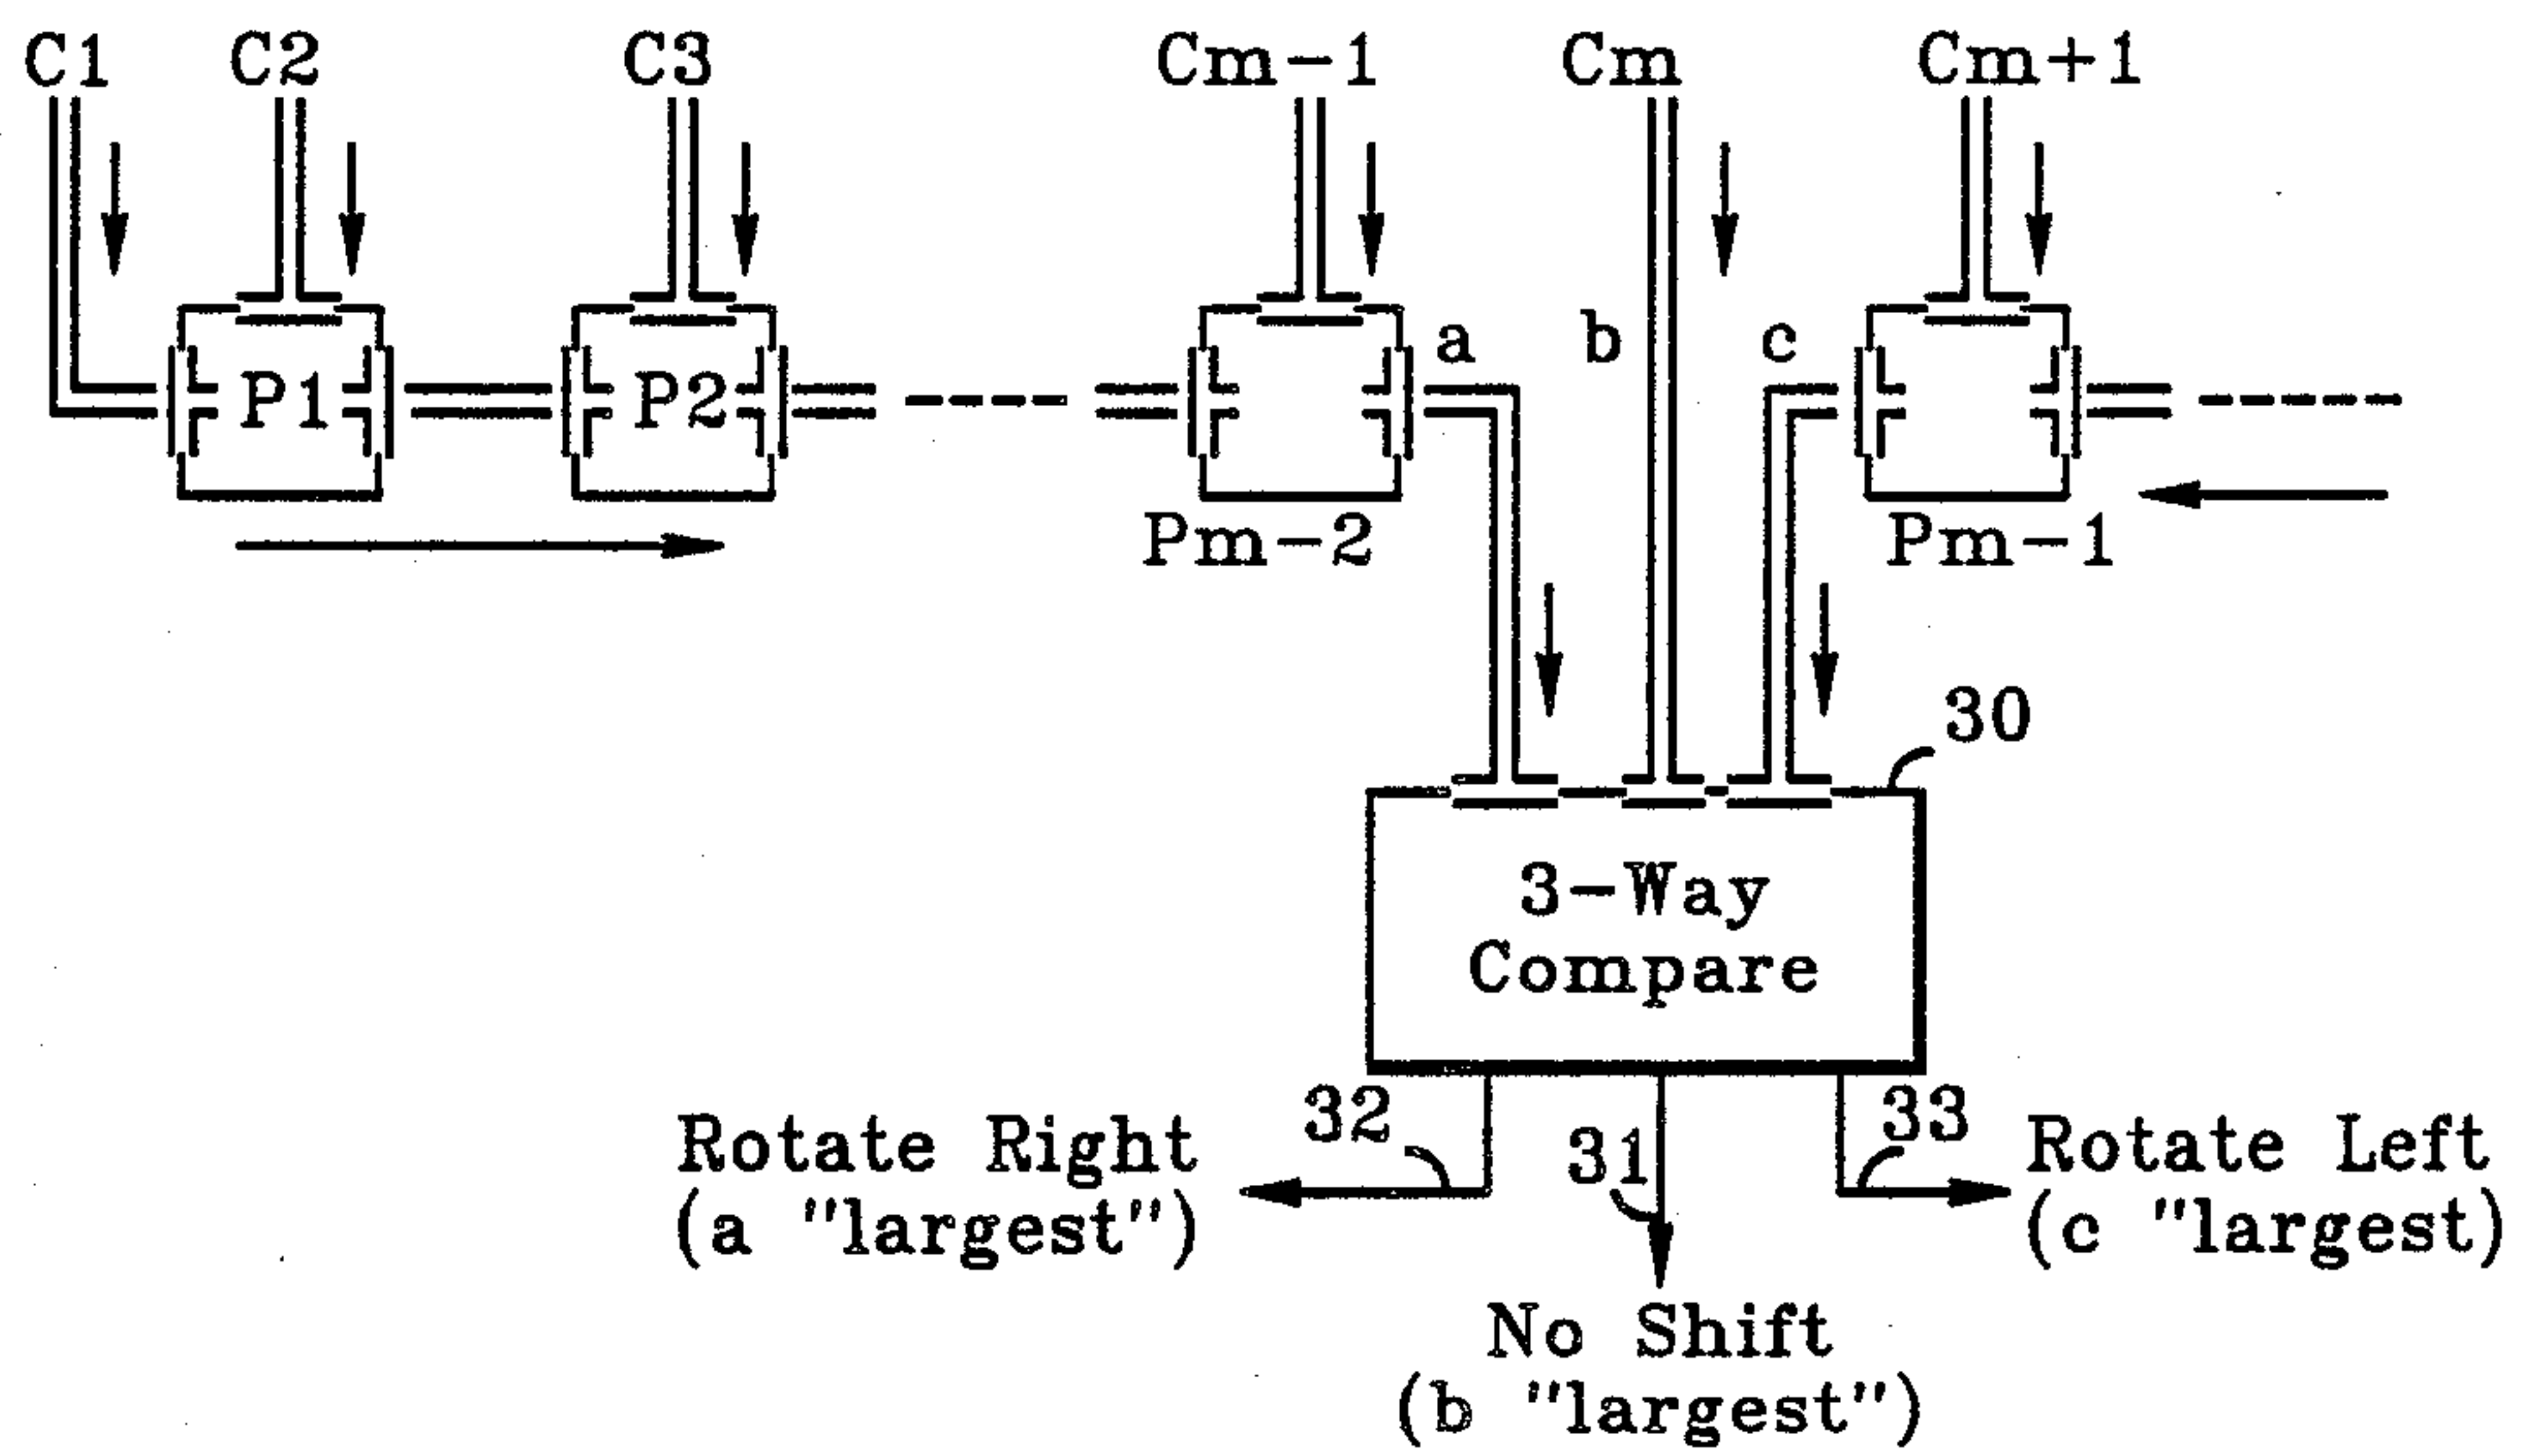 C1 C2 C3 Cm-1 Cm Cm+1
a b c
P1 P2
Pm-2 Pm-1
30
3-Way
Compare
32 31 33
Rotate Right
(a "largest")
Rotate Left
(c "largest)
No Shift
(b "largest")